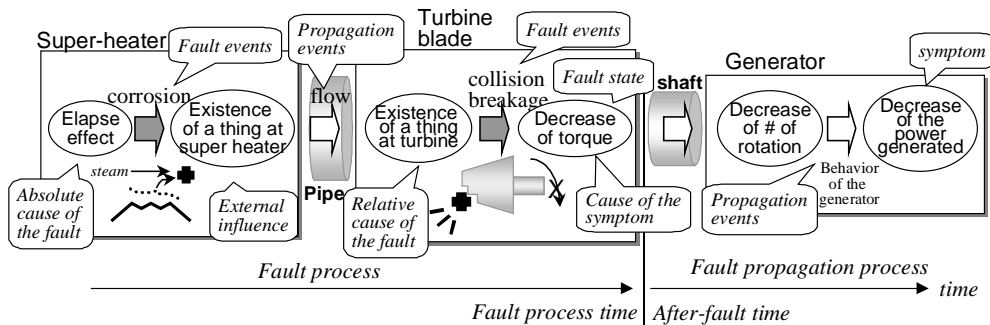 Super-heater
Fault events
corrosion
Elapse
effect
Existence
of a thing at
super heater
steam
Absolute
cause of
the fault
External
influence
Propagation
events
flow
Pipe
Turbine
blade
Fault events
collision
breakage
Fault state
Existence
of a thing
at turbine
Decrease
of torque
Relative
cause of
the fault
Cause of the
symptom
shaft
Generator
symptom
Decrease
of # of
rotation
Decrease
of the
power
generated
Behavior
of the
generator
Propagation
events
Fault process
Fault process time
Fault propagation process
After-fault time
time